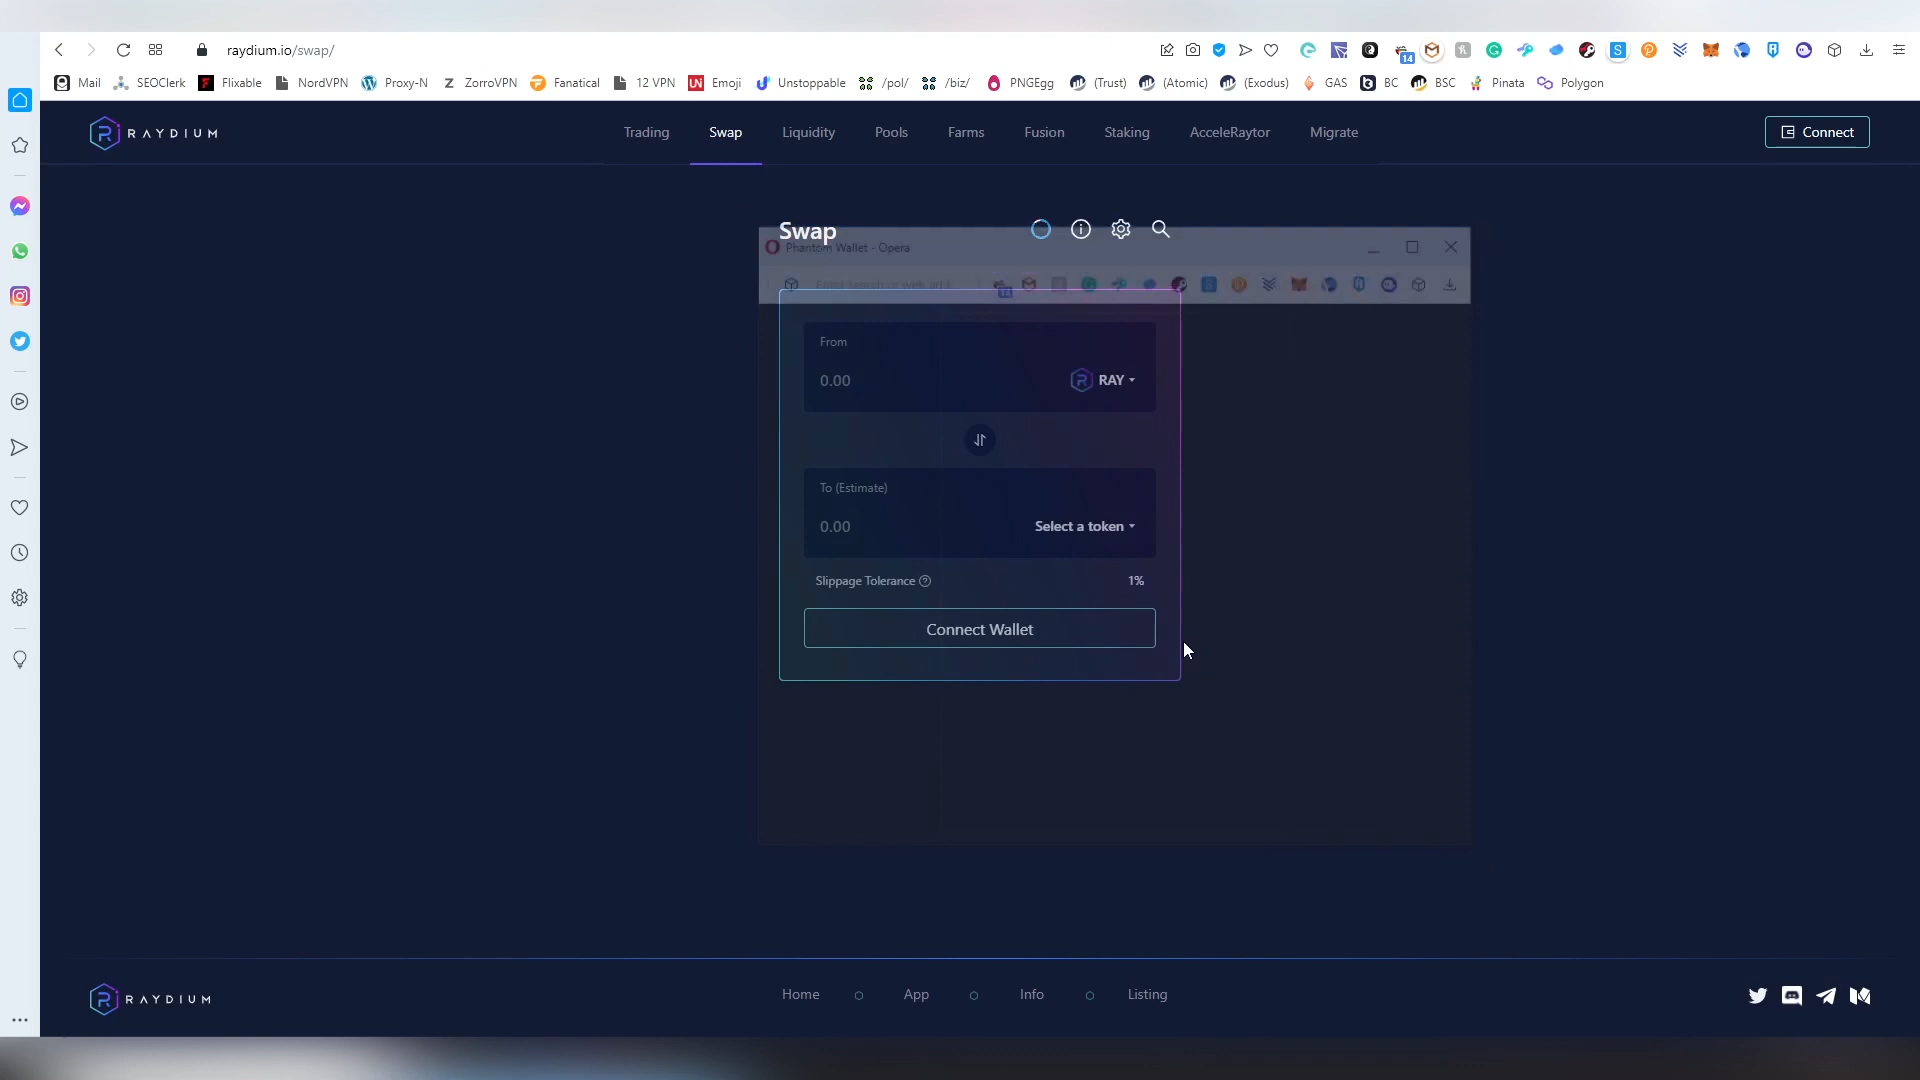 raydium.io/swap/
14
Mail SEOClerk Flixable NordVPN Proxy-N ZorroVPN Fanatical 12 VPN Emoji Unstoppable /pol/ /biz/ PNGEgg (Trust) (Atomic) (Exodus) GAS BC BSC Pinata Polygon
RAYDIUM Trading Swap Liquidity Pools Farms Fusion Staking AcceleRaytor Migrate Connect
Swap
Phantom Wallet - Opera
From
0.00 RAY
To (Estimate)
0.00 Select a token
Slippage Tolerance 1%
Connect Wallet
RAYDIUM Home App Info Listing